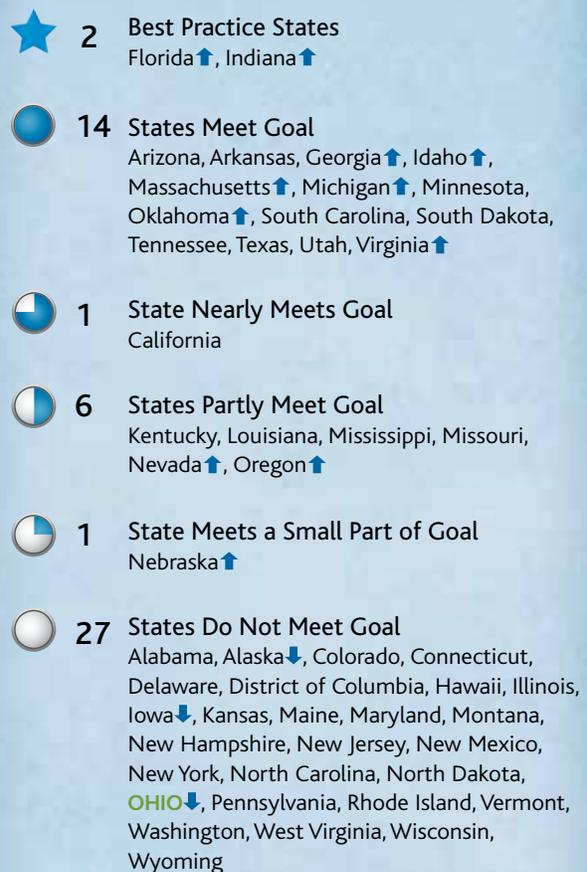 2 Best Practice States
Florida⬆, Indiana⬆
14 States Meet Goal
Arizona, Arkansas, Georgia⬆, Idaho⬆,
Massachusetts⬆, Michigan⬆, Minnesota,
Oklahoma⬆, South Carolina, South Dakota,
Tennessee, Texas, Utah, Virginia⬆
1 State Nearly Meets Goal
California
6 States Partly Meet Goal
Kentucky, Louisiana, Mississippi, Missouri,
Nevada⬆, Oregon⬆
1 State Meets a Small Part of Goal
Nebraska⬆
27 States Do Not Meet Goal
Alabama, Alaska⬇, Colorado, Connecticut,
Delaware, District of Columbia, Hawaii, Illinois,
Iowa⬇, Kansas, Maine, Maryland, Montana,
New Hampshire, New Jersey, New Mexico,
New York, North Carolina, North Dakota,
OHIO⬇, Pennsylvania, Rhode Island, Vermont,
Washington, West Virginia, Wisconsin,
Wyoming